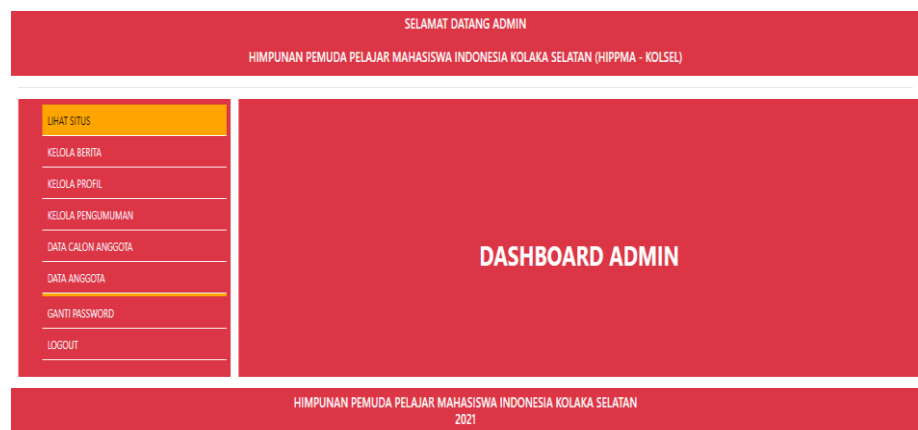 SELAMAT DATANG ADMIN
HIMPUNAN PEMUDA PELAJAR MAHASISWA INDONESIA KOLAKA SELATAN (HIPPMA - KOLSEL)
LIHAT SITUS
KELOLA BERITA
KELOLA PROFIL
KELOLA PENGUMUMAN
DATA CALON ANGGOTA
DATA ANGGOTA
GANTI PASSWORD
LOGOUT
DASHBOARD ADMIN
HIMPUNAN PEMUDA PELAJAR MAHASISWA INDONESIA KOLAKA SELATAN
2021